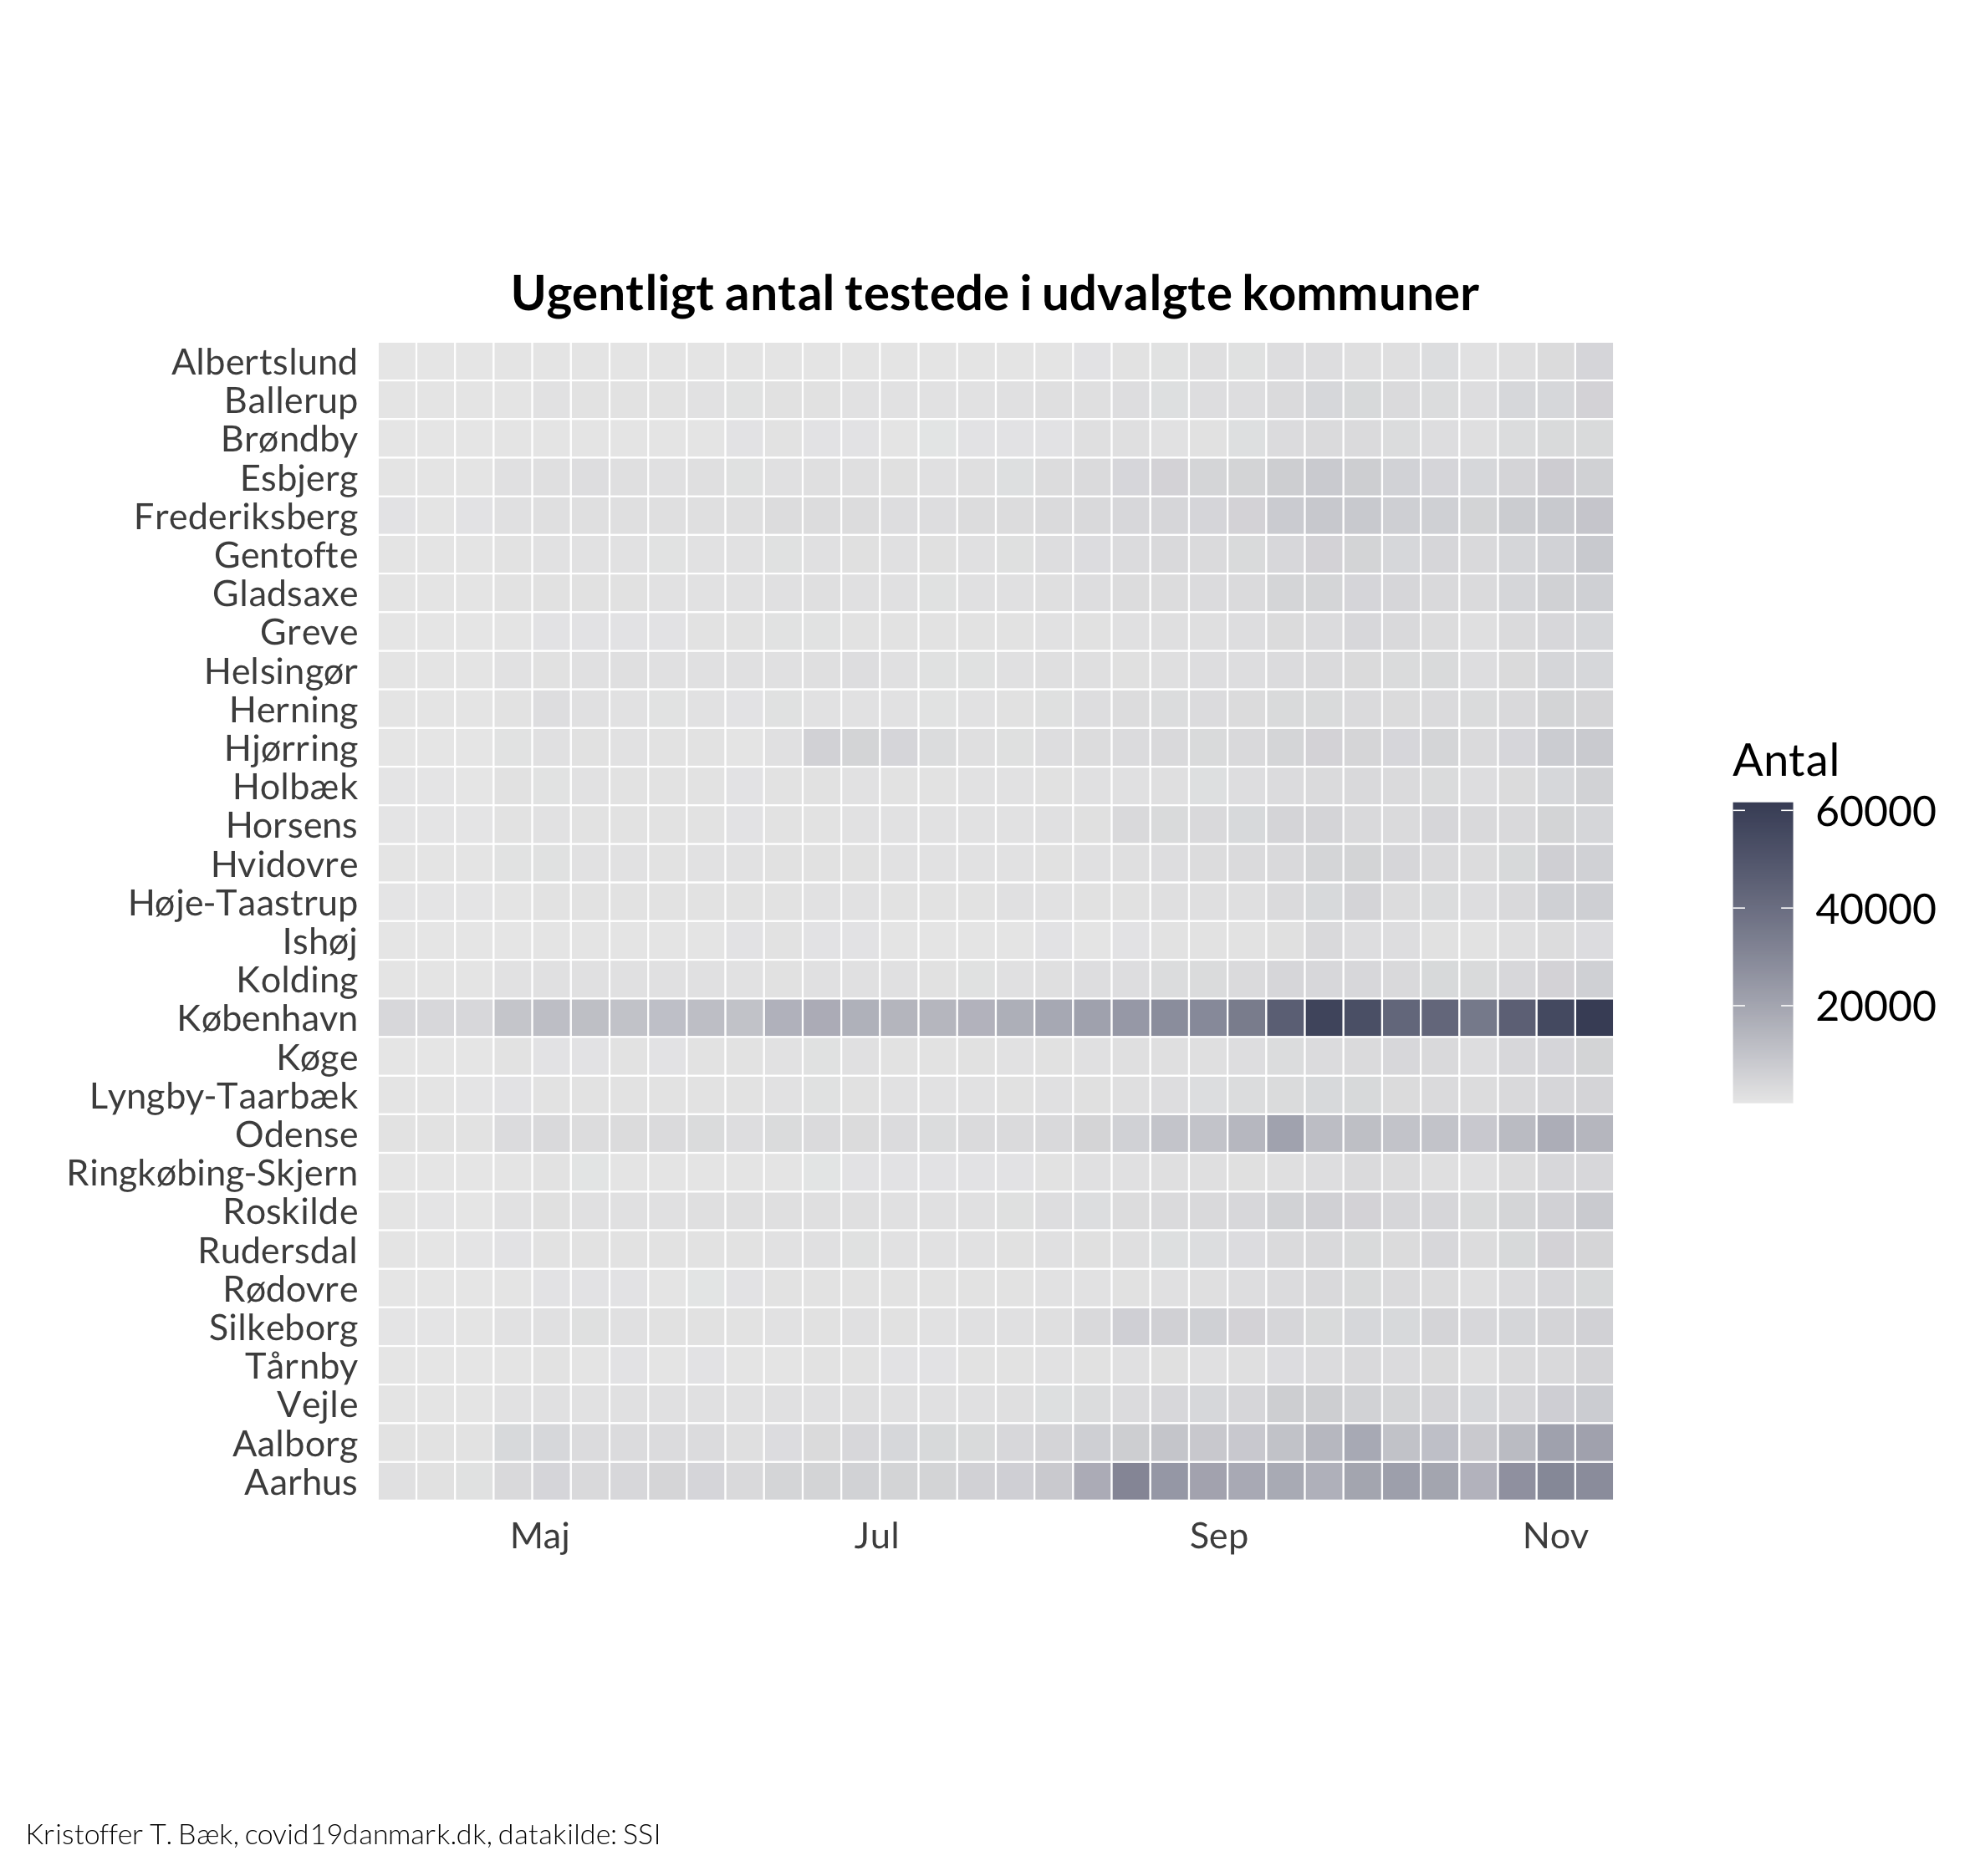 Ugentligt antal testede i udvalgte kommuner
Albertslund
Ballerup
Brøndby
Esbjerg
Frederiksberg
Gentofte
Gladsaxe
Greve
Helsingør
Herning
Hjørring
Holbæk
Horsens
Hvidovre
Høje-Taastrup
Ishøj
Kolding
København
Køge
Lyngby-Taarbæk
Odense
Ringkøbing-Skjern
Roskilde
Rudersdal
Rødovre
Silkeborg
Tårnby
Vejle
Aalborg
Aarhus
Maj Jul Sep Nov
Antal
60000
40000
20000
Kristoffer T. Bæk, covid19danmark.dk, datakilde: SSI